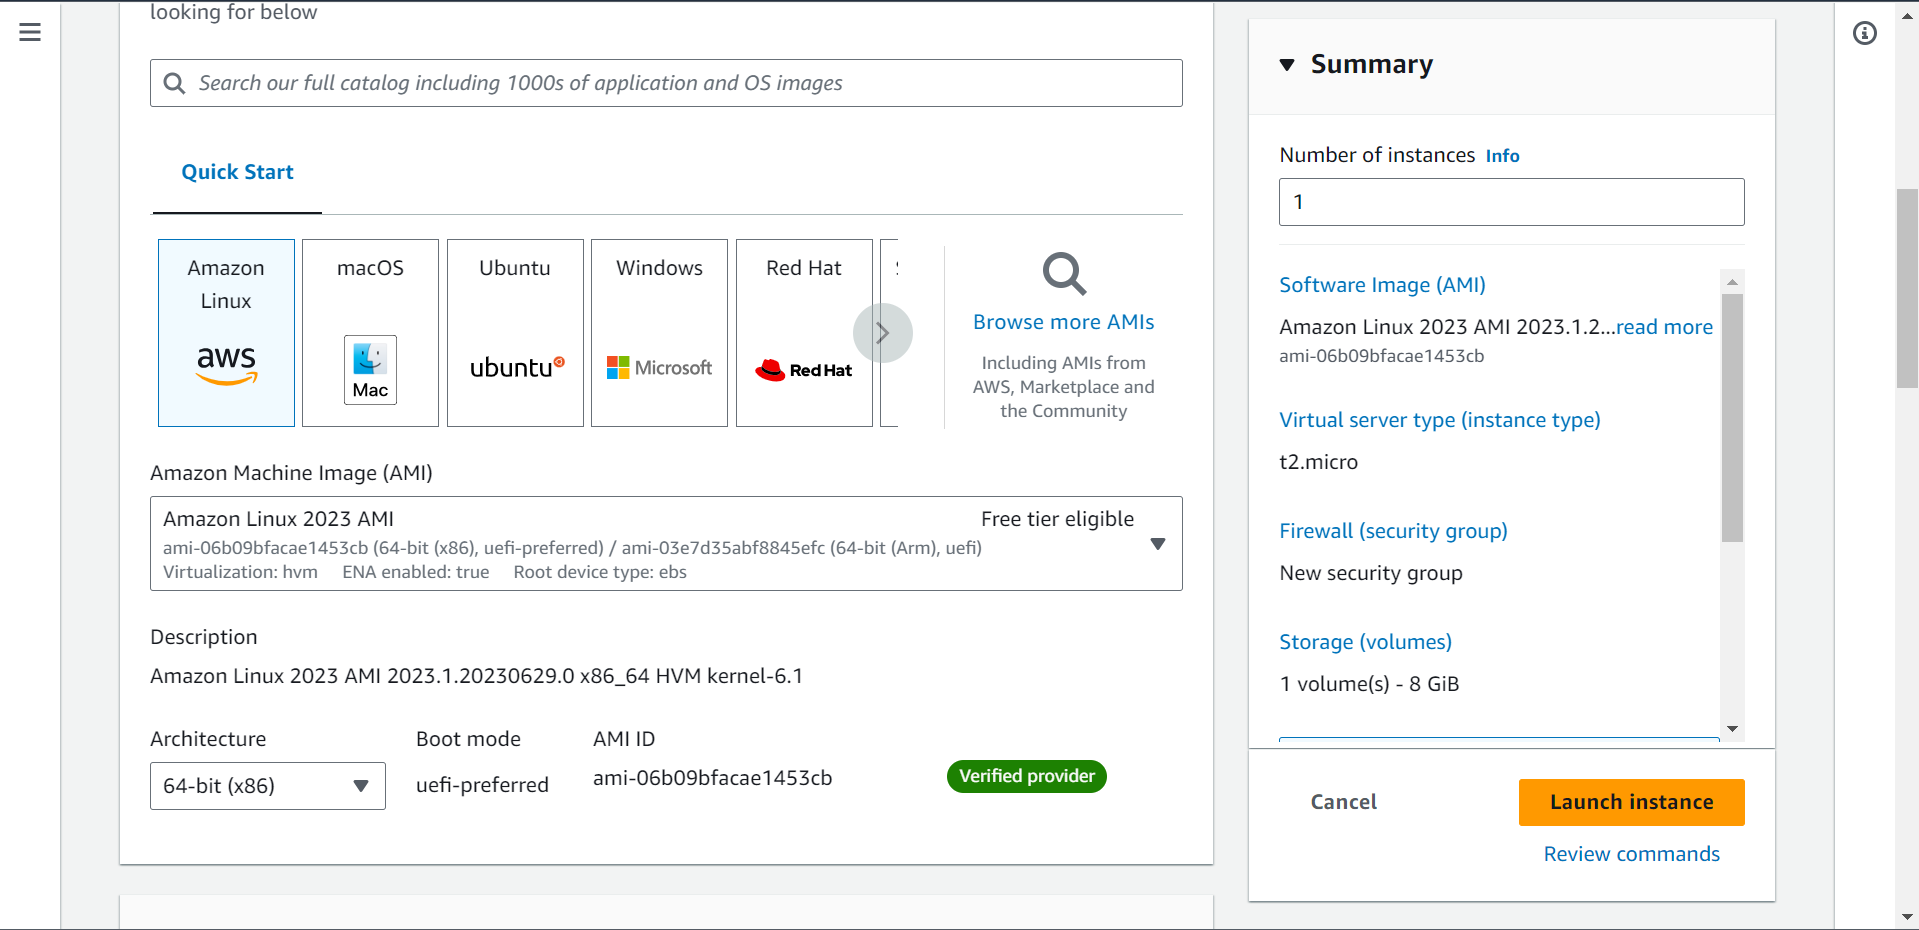 looking for below
Search our full catalog including 1000s of application and OS images
Quick Start
Amazon
Linux
aws
macOS
Mac
Ubuntu
ubuntu
Windows
Microsoft
Red Hat
Red Hat
Browse more AMIs
Including AMIs from
AWS, Marketplace and
the Community
Amazon Machine Image (AMI)
Amazon Linux 2023 AMI
Free tier eligible
ami-06b09bfacae1453cb (64-bit (x86), uefi-preferred) / ami-03e7d35abf8845efc (64-bit (Arm), uefi)
Virtualization: hvm ENA enabled: true Root device type: ebs
Description
Amazon Linux 2023 AMI 2023.1.20230629.0 x86_64 HVM kernel-6.1
Architecture
64-bit (x86)
Boot mode
uefi-preferred
AMI ID
ami-06b09bfacae1453cb
Verified provider
Summary
Number of instances Info
1
Software Image (AMI)
Amazon Linux 2023 AMI 2023.1.2...read more
ami-06b09bfacae1453cb
Virtual server type (instance type)
t2.micro
Firewall (security group)
New security group
Storage (volumes)
1 volume(s) - 8 GiB
Cancel
Launch instance
Review commands